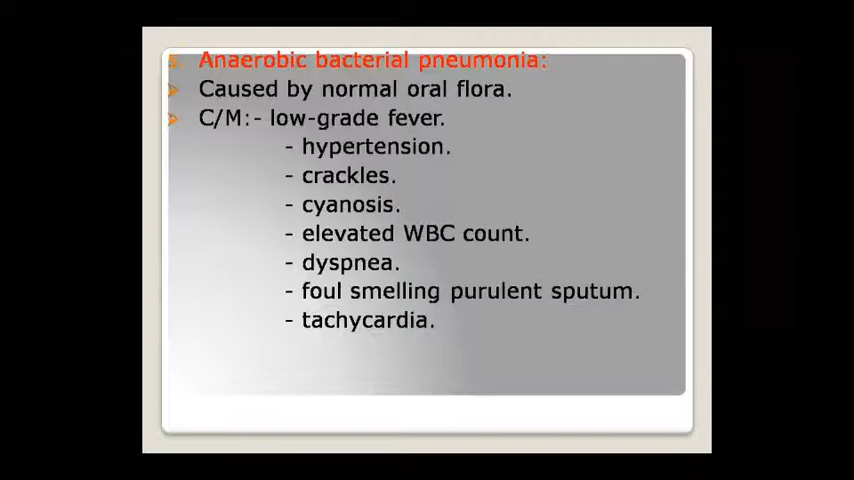 Anaerobic bacterial pneumonia:
Caused by normal oral flora.
C/M:- low-grade fever.
- hypertension.
- crackles.
- cyanosis.
- elevated WBC count.
- dyspnea.
- foul smelling purulent sputum.
- tachycardia.